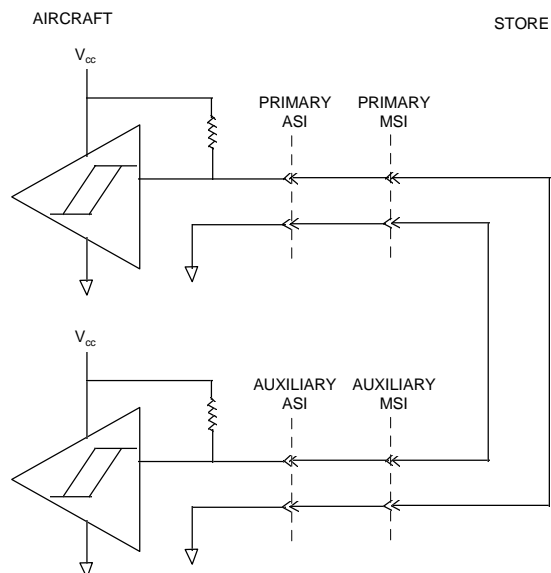 AIRCRAFT
STORE
Vcc
PRIMARY
ASI
PRIMARY
MSI
Vcc
AUXILIARY
ASI
AUXILIARY
MSI